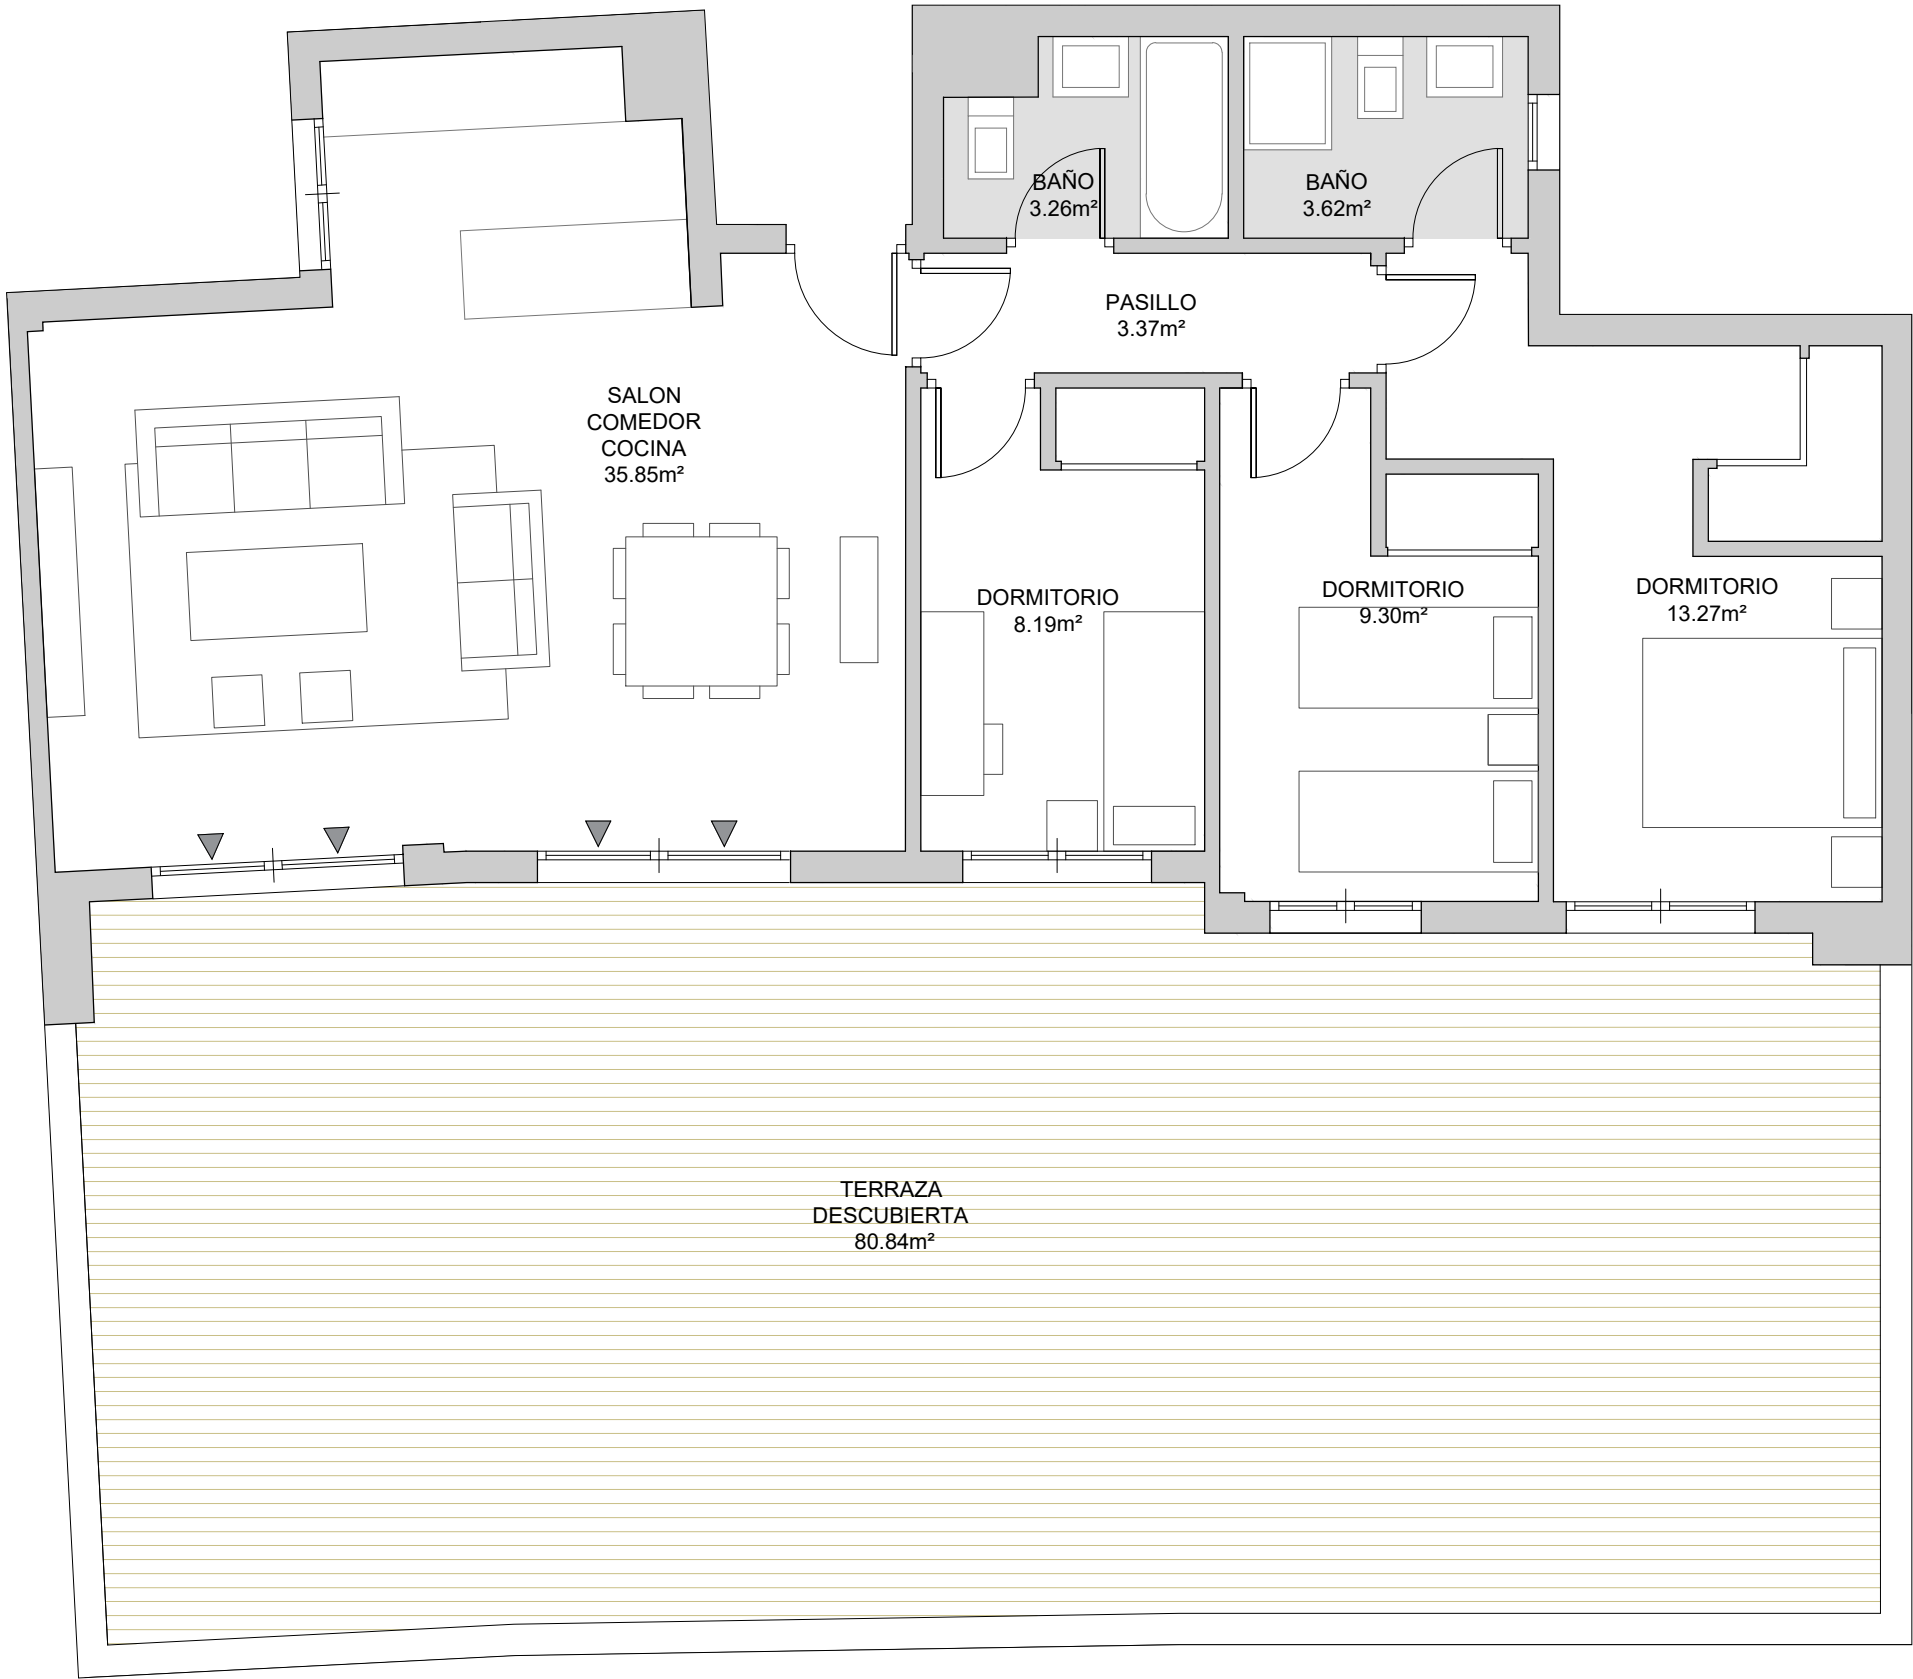 BAÑO
3.26m²
BAÑO
3.62m²
PASILLO
3.37m²
SALON
COMEDOR
COCINA
35.85m²
DORMITORIO
8.19m²
DORMITORIO
9.30m²
DORMITORIO
13.27m²
TERRAZA
DESCUBIERTA
80.84m²